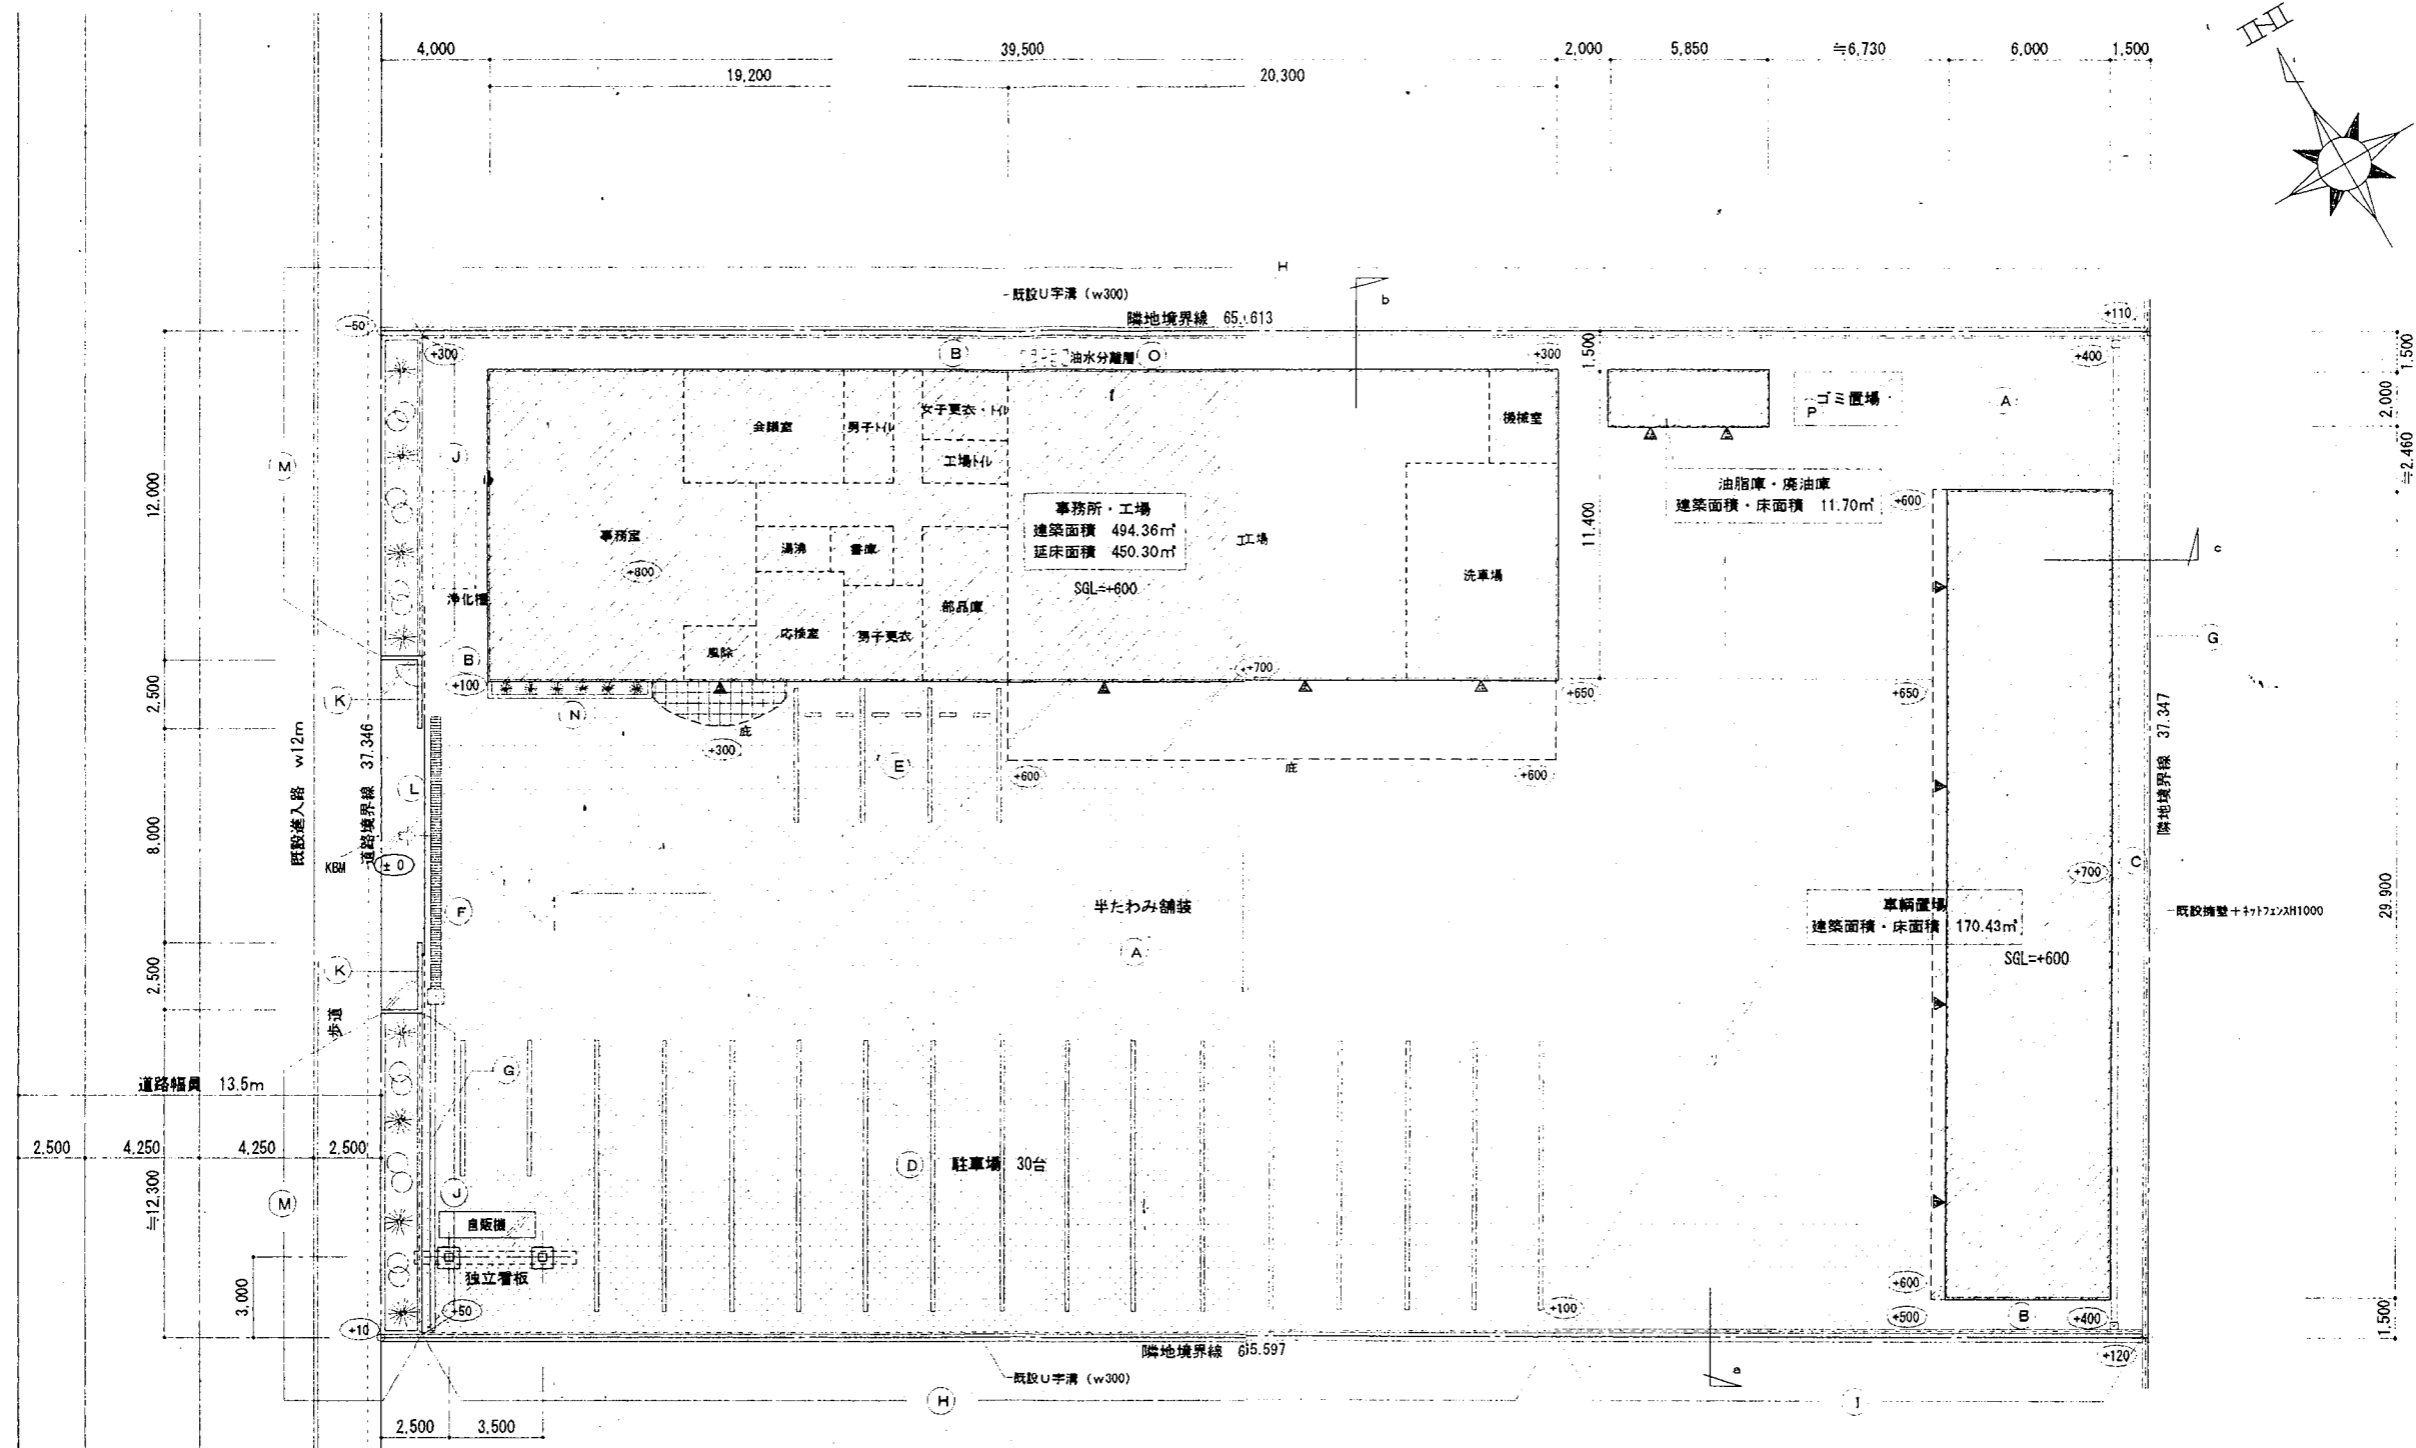 4,000
39,500
2,000
5,850
≒6,730
6,000
1,500
19,200
20,300
N
H
b
既設U字溝（w300）
隣地境界線　65.613
-50
+110
+300
B
油水分離層
O
+300
1,500
+400
1,500
2,000
≒2,460
会議室
男子トイレ
女子更衣・トイレ
工場トイレ
機械室
ゴミ置場
P
A
M
J
事務所・工場
建築面積　494.36㎡
延床面積　450.30㎡
SGL=+600
油脂庫・廃油庫
建築面積・床面積　11.70㎡
+600
12,000
事務室
+800
湯沸
書庫
工場
11,400
c
洗車場
浄化槽
部品庫
応接室
男子更衣
風除
G
B
+100
+700
+650
+650
2,500
K
N
庇
+300
E
+600
庇
+600
既設進入路　w12m
道路境界線　37.346
隣地境界線　37.347
L
8,000
KBM
±0
F
半たわみ舗装
A
+700
C
車輌置場
建築面積・床面積　170.43㎡
SGL=+600
既設擁壁＋ネットフェンスH1000
29,900
2,500
K
歩道
G
道路幅員　13.5m
2,500
4,250
4,250
2,500
D
駐車場　30台
≒12,300
M
J
自販機
独立看板
3,000
+50
+10
+100
+600
+500
B
+400
1,500
隣地境界線　65.597
+120
既設U字溝（w300）
a
H
I
2,500
3,500